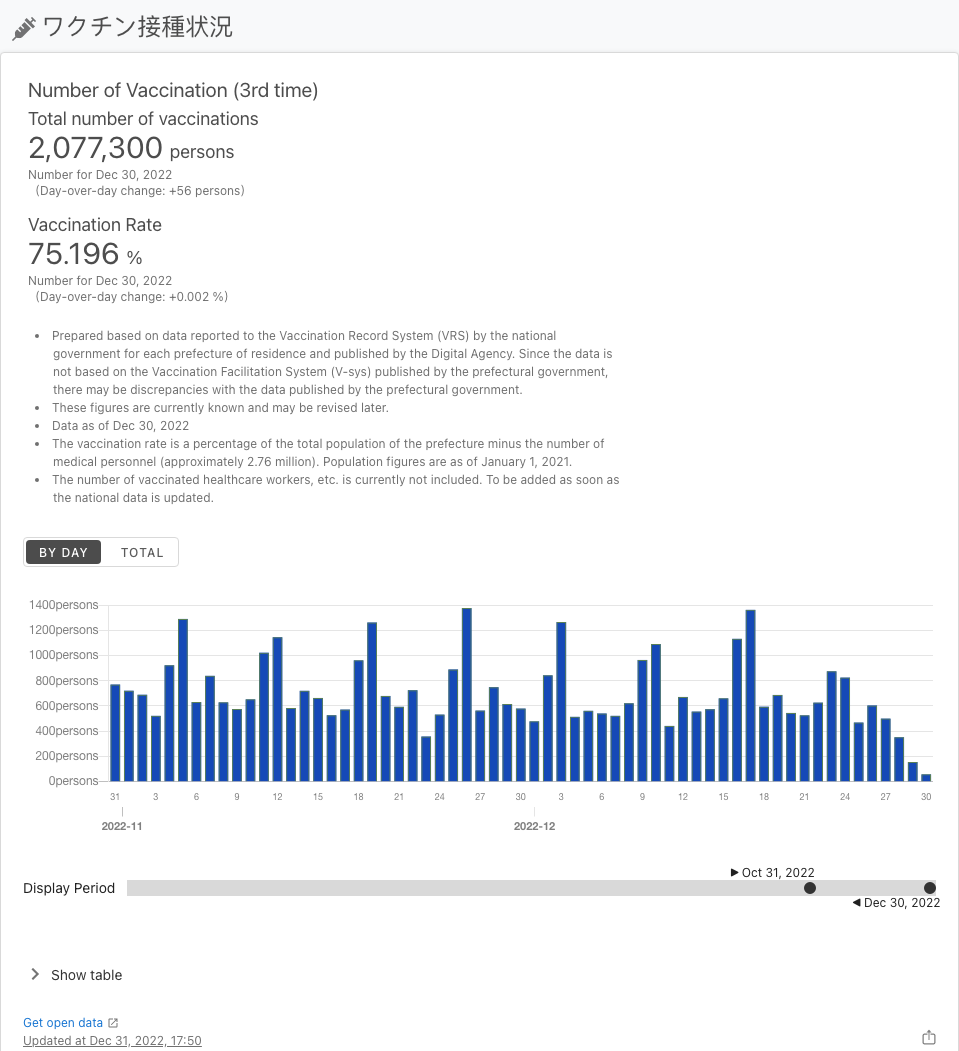 ワクチン接種状況
Number of Vaccination (3rd time)
Total number of vaccinations
2,077,300 persons
Number for Dec 30, 2022
(Day-over-day change: +56 persons)
Vaccination Rate
75.196 %
Number for Dec 30, 2022
(Day-over-day change: +0.002 %)
• Prepared based on data reported to the Vaccination Record System (VRS) by the national
government for each prefecture of residence and published by the Digital Agency. Since the data is
not based on the Vaccination Facilitation System (V-sys) published by the prefectural government,
there may be discrepancies with the data published by the prefectural government.
• These figures are currently known and may be revised later.
• Data as of Dec 30, 2022
• The vaccination rate is a percentage of the total population of the prefecture minus the number of
medical personnel (approximately 2.76 million). Population figures are as of January 1, 2021.
• The number of vaccinated healthcare workers, etc. is currently not included. To be added as soon as
the national data is updated.
BY DAY TOTAL
1400persons
1200persons
1000persons
800persons
600persons
400persons
200persons
0persons
31 3 6 9 12 15 18 21 24 27 30 3 6 9 12 15 18 21 24 27 30
2022-11 2022-12
Oct 31, 2022
Display Period
Dec 30, 2022
Show table
Get open data
Updated at Dec 31, 2022, 17:50